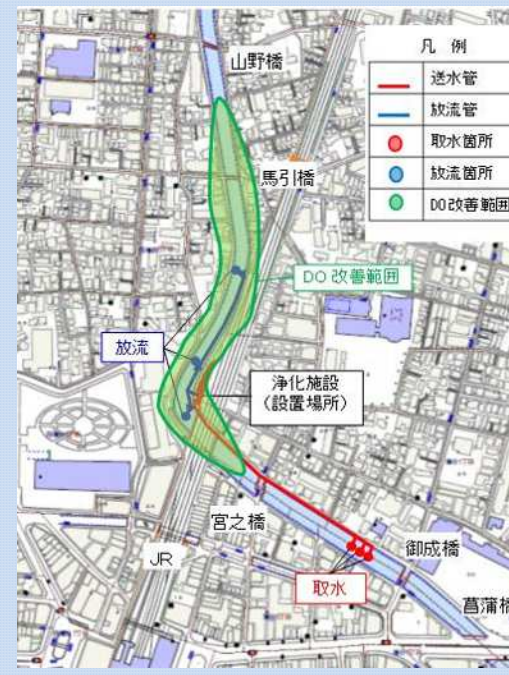 凡 例
送水管
放流管
取水箇所
放流箇所
DO改善範囲
山野橋
馬引橋
DO 改善範囲
放流
浄化施設
(設置場所)
宮之橋
御成橋
JR
取水
菖蒲橋